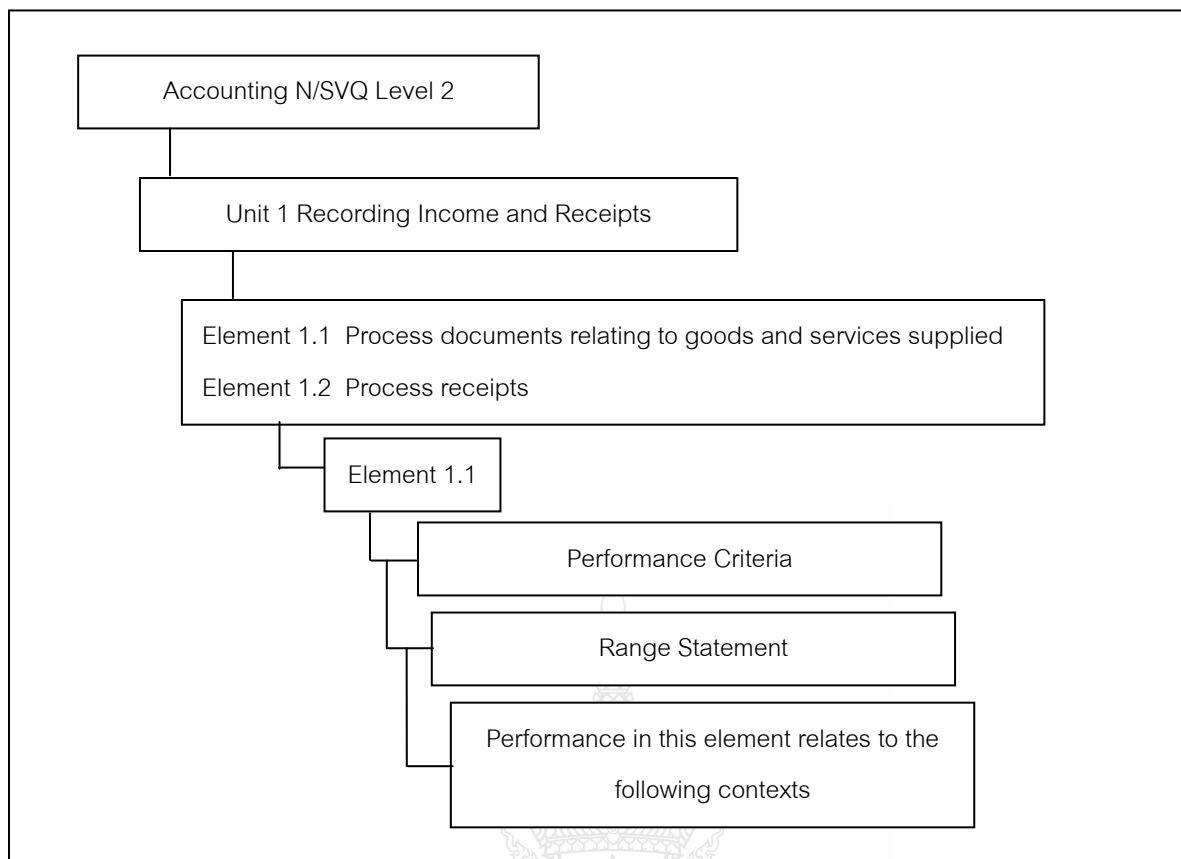 Accounting N/SVQ Level 2
Unit 1 Recording Income and Receipts
Element 1.1 Process documents relating to goods and services supplied
Element 1.2 Process receipts
Element 1.1
Performance Criteria
Range Statement
Performance in this element relates to the
following contexts